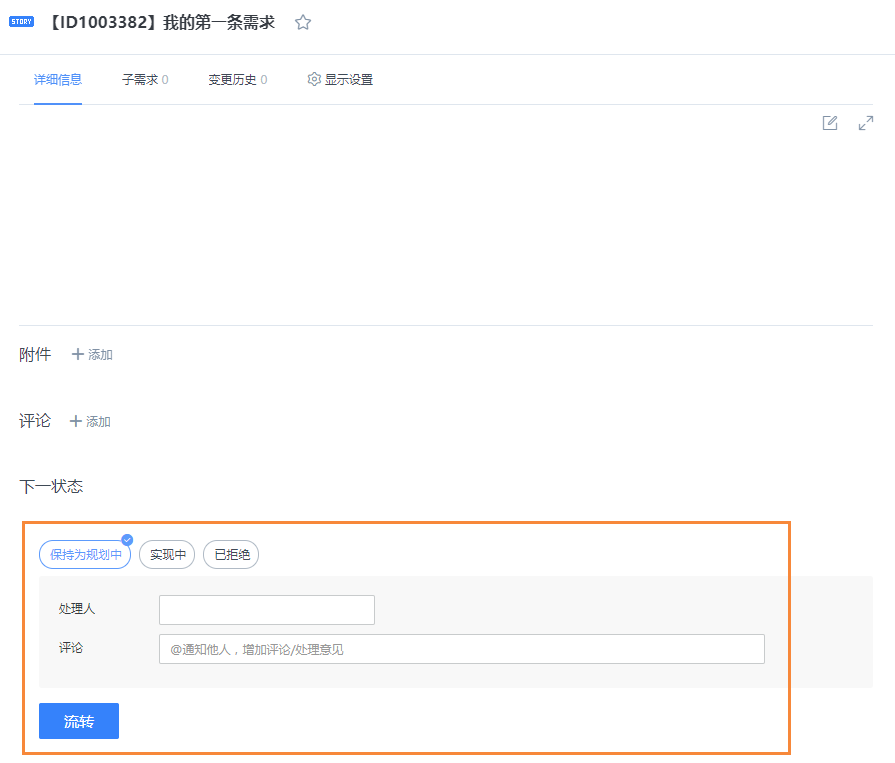 STORY 【ID1003382】我的第一条需求
详细信息 子需求 0 变更历史 0 显示设置
附件 添加
评论 添加
下一状态
保持为规划中 实现中 已拒绝
处理人
评论 @通知他人，增加评论/处理意见
流转